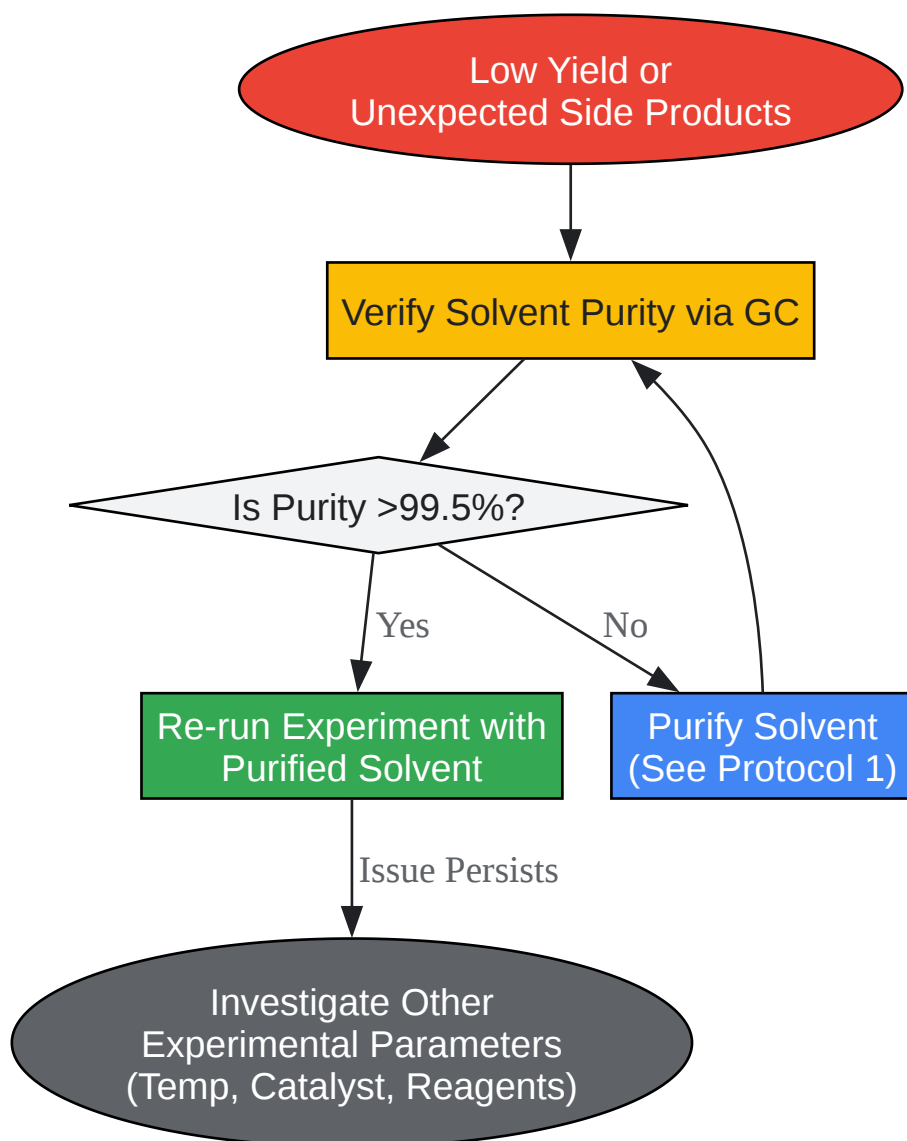 Low Yield or
Unexpected Side Products
Verify Solvent Purity via GC
Is Purity >99.5%?
Yes
No
Re-run Experiment with
Purified Solvent
Purify Solvent
(See Protocol 1)
Issue Persists
Investigate Other
Experimental Parameters
(Temp, Catalyst, Reagents)